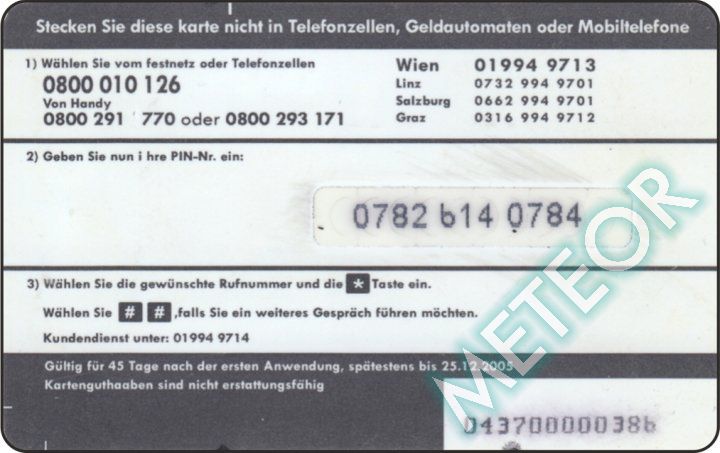 Stecken Sie diese karte nicht in Telefonzellen, Geldautomaten oder Mobiltelefone
1) Wählen Sie vom festnetz oder Telefonzellen
0800 010 126
Von Handy
0800 291 770 oder 0800 293 171
Wien 01994 9713
Linz 0732 994 9701
Salzburg 0662 994 9701
Graz 0316 994 9712
2) Geben Sie nun i hre PIN-Nr. ein:
0782 614 0784
3) Wählen Sie die gewünschte Rufnummer und die * Taste ein.
Wählen Sie # # ,falls Sie ein weiteres Gespräch führen möchten.
Kundendienst unter: 01994 9714
Gültig für 45 Tage nach der ersten Anwendung, spätestens bis 25.12.2005
Kartenguthaaben sind nicht erstattungsfähig
METEOR
043700000386